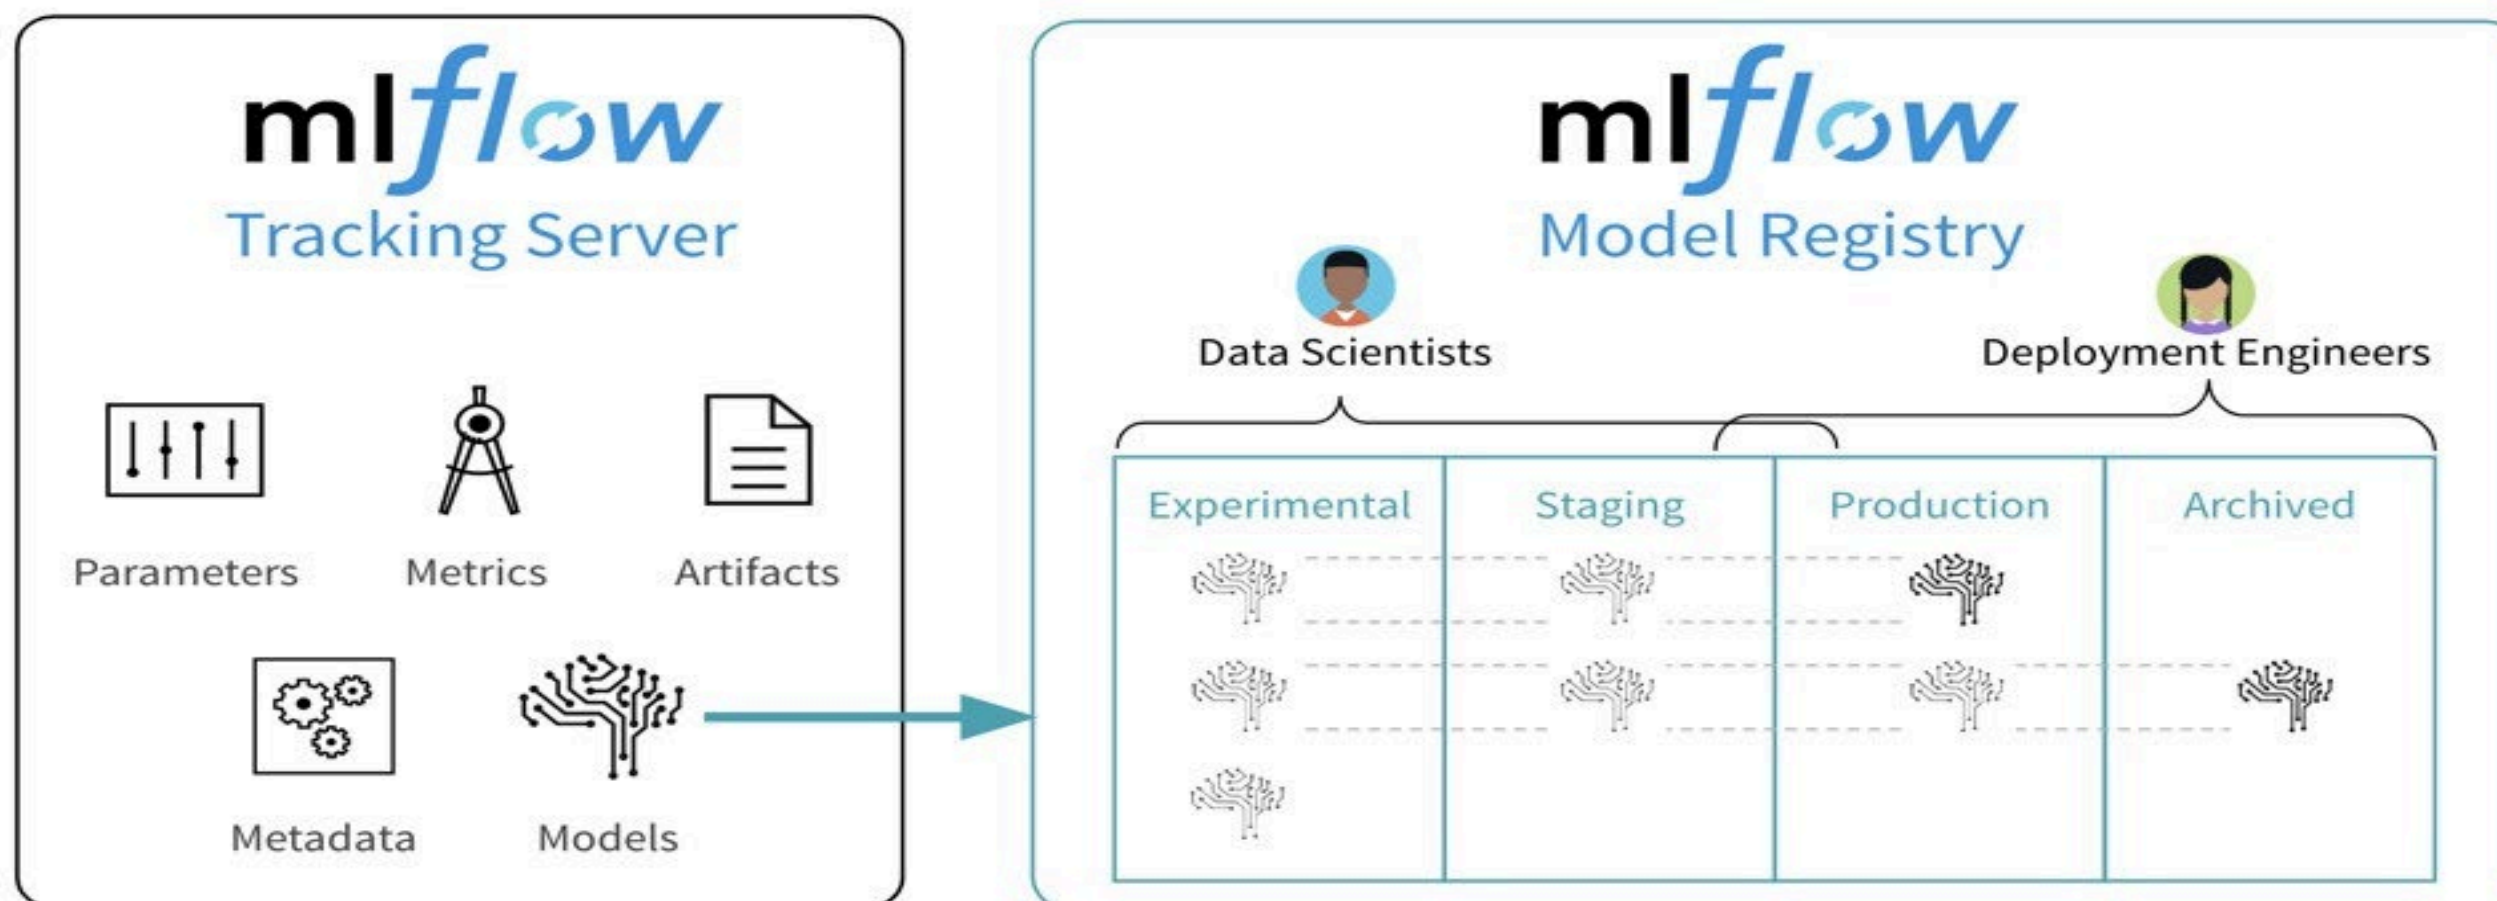 mlflow
Tracking Server
Parameters
Metrics
Artifacts
Metadata
Models
mlflow
Model Registry
Data Scientists
Deployment Engineers
Experimental
Staging
Production
Archived